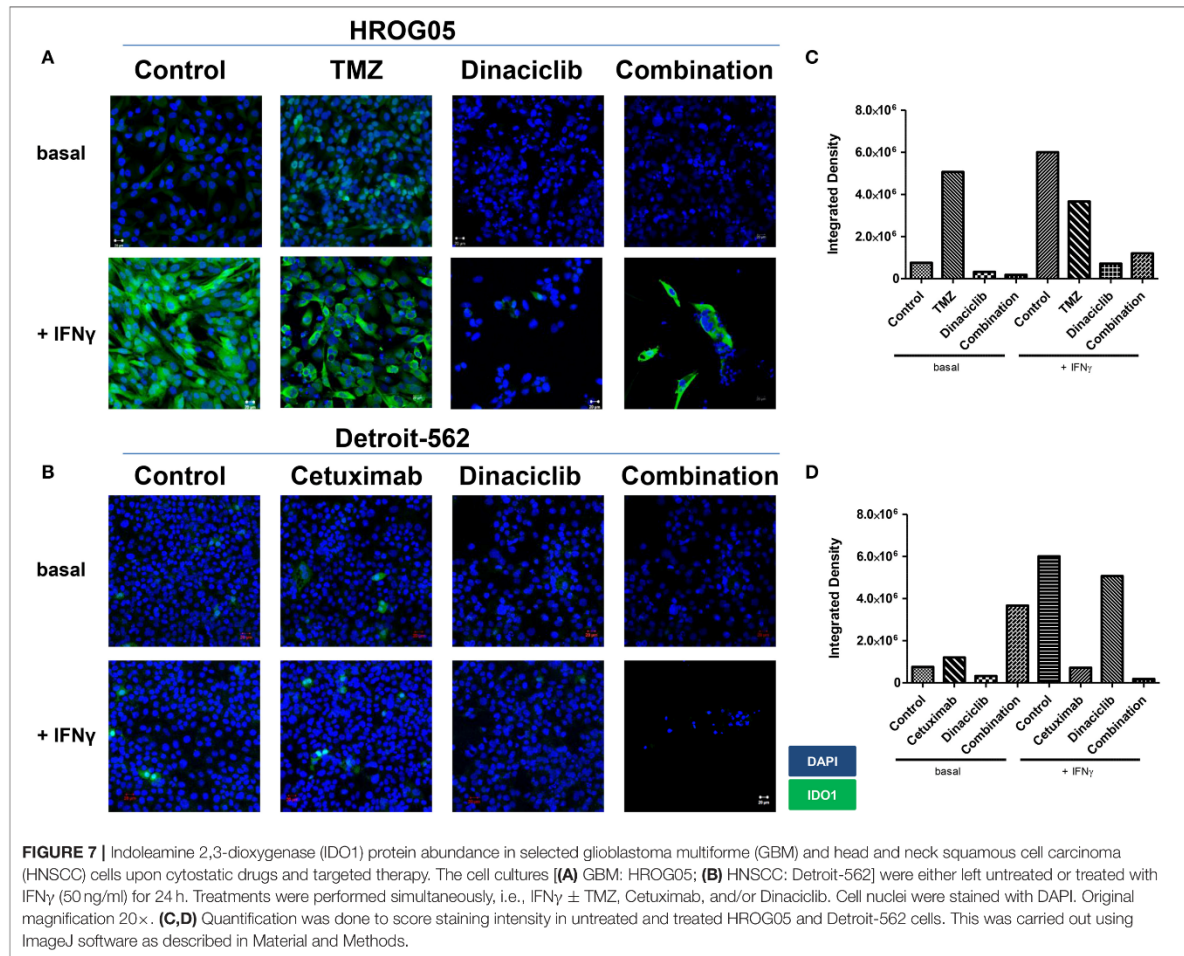 HROG05
A
Control TMZ Dinaciclib Combination
basal
+ IFNγ
Detroit-562
B
Control Cetuximab Dinaciclib Combination
basal
+ IFNγ
DAPI
IDO1
C
Integrated Density
8.0×10⁶
6.0×10⁶
4.0×10⁶
2.0×10⁶
0
Control
TMZ
Dinaciclib
Combination
Control
TMZ
Dinaciclib
Combination
basal
+ IFNγ
D
Integrated Density
8.0×10⁶
6.0×10⁶
4.0×10⁶
2.0×10⁶
0
Control
Cetuximab
Dinaciclib
Combination
Control
Cetuximab
Dinaciclib
Combination
basal
+ IFNγ
20 µm
FIGURE 7 | Indoleamine 2,3-dioxygenase (IDO1) protein abundance in selected glioblastoma multiforme (GBM) and head and neck squamous cell carcinoma
(HNSCC) cells upon cytostatic drugs and targeted therapy. The cell cultures [(A) GBM: HROG05; (B) HNSCC: Detroit-562] were either left untreated or treated with
IFNγ (50 ng/ml) for 24 h. Treatments were performed simultaneously, i.e., IFNγ ± TMZ, Cetuximab, and/or Dinaciclib. Cell nuclei were stained with DAPI. Original
magnification 20×. (C,D) Quantification was done to score staining intensity in untreated and treated HROG05 and Detroit-562 cells. This was carried out using
ImageJ software as described in Material and Methods.